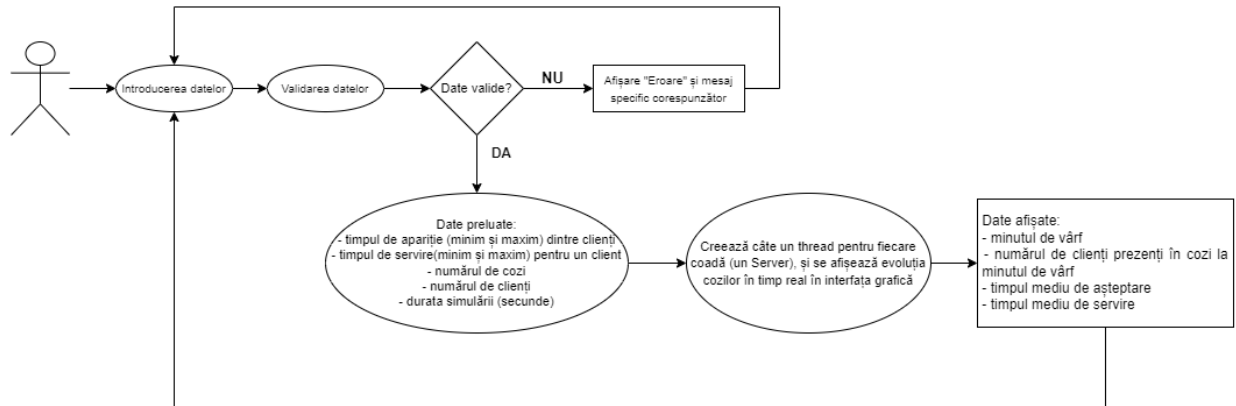 Introducerea datelor
Validarea datelor
Date valide?
NU
Afișare "Eroare" și mesaj
specific corespunzător
DA
Date preluate:
- timpul de apariție (minim și maxim) dintre clienți
- timpul de servire(minim și maxim) pentru un client
- numărul de cozi
- numărul de clienți
- durata simulării (secunde)
Creează câte un thread pentru fiecare
coadă (un Server), și se afișează evoluția
cozilor în timp real în interfața grafică
Date afișate:
- minutul de vârf
- numărul de clienți prezenți în cozi la
minutul de vârf
- timpul mediu de așteptare
- timpul mediu de servire